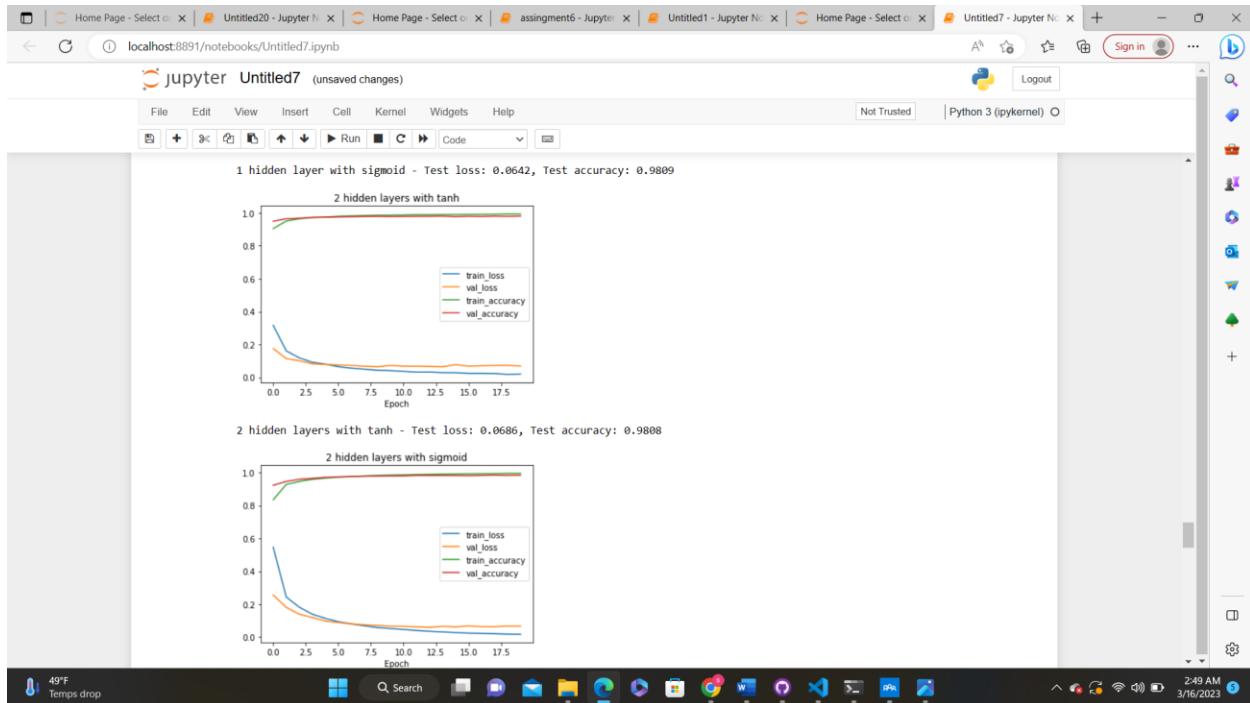 Home Page - Select or
Untitled20 - Jupyter N
Home Page - Select or
assingment6 - Jupyter
Untitled1 - Jupyter No
Home Page - Select or
Untitled7 - Jupyter No
localhost:8891/notebooks/Untitled7.ipynb
Sign in
jupyter Untitled7 (unsaved changes)
Logout
File Edit View Insert Cell Kernel Widgets Help
Not Trusted
Python 3 (ipykernel)
Run
Code
1 hidden layer with sigmoid - Test loss: 0.0642, Test accuracy: 0.9809
2 hidden layers with tanh
1.0
0.8
0.6
0.4
0.2
0.0
train_loss
val_loss
train_accuracy
val_accuracy
0.0 2.5 5.0 7.5 10.0 12.5 15.0 17.5
Epoch
2 hidden layers with tanh - Test loss: 0.0686, Test accuracy: 0.9808
2 hidden layers with sigmoid
1.0
0.8
0.6
0.4
0.2
0.0
train_loss
val_loss
train_accuracy
val_accuracy
0.0 2.5 5.0 7.5 10.0 12.5 15.0 17.5
Epoch
49°F
Temps drop
Search
2:49 AM
3/16/2023
5